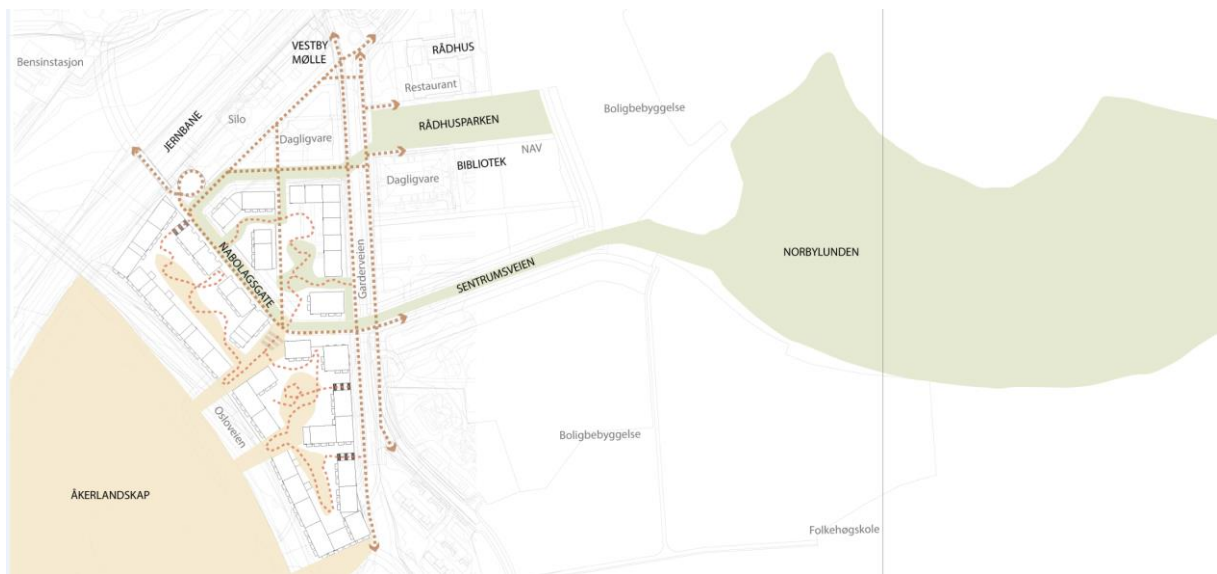 VESTBY
MØLLE
RÅDHUS
Bensinstasjon
Restaurant
Boligbebyggelse
JERNBANE
Silo
RÅDHUSPARKEN
Dagligvare
NAV
BIBLIOTEK
Dagligvare
NABOLAGSGATE
Garderveien
SENTRUMSVEIEN
NORBYLUNDEN
Osloveien
Boligbebyggelse
ÅKERLANDSKAP
Folkehøgskole